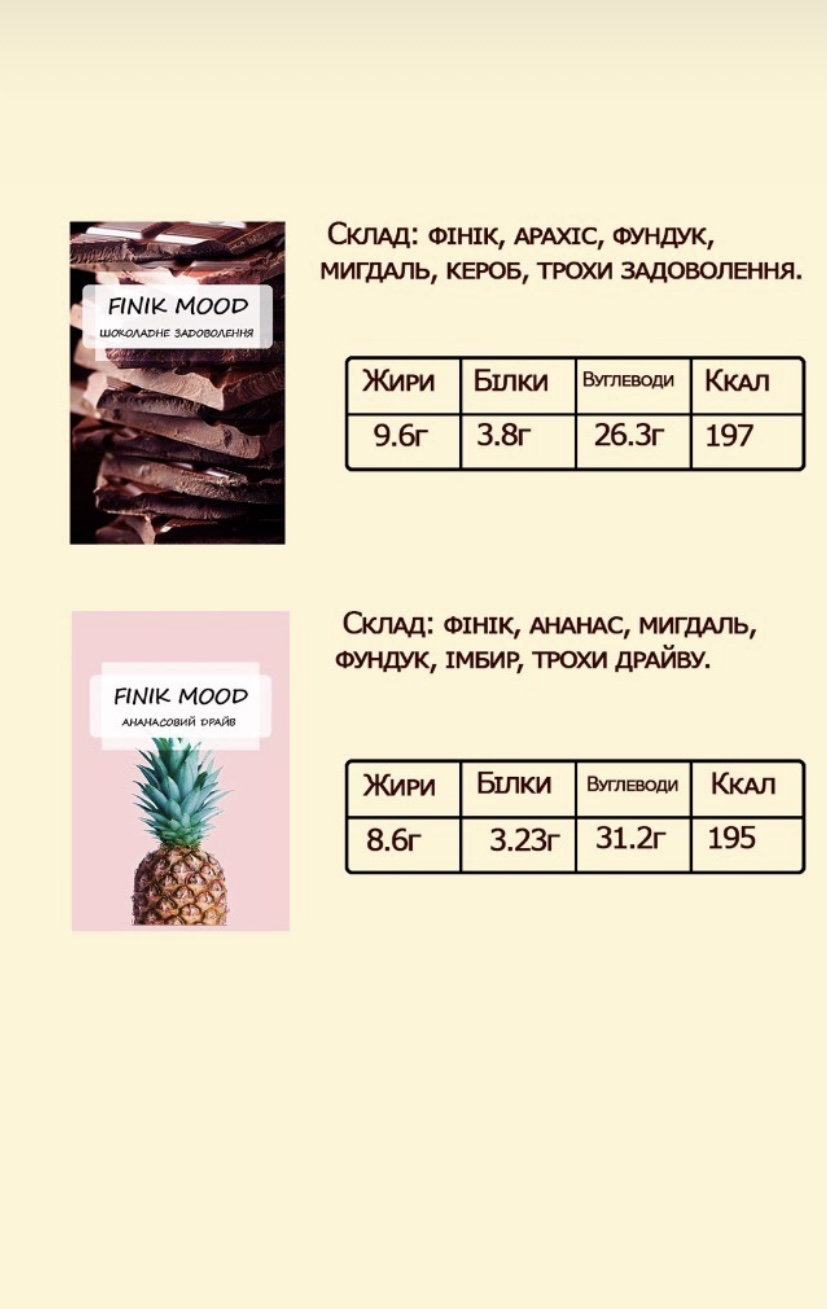 Склад: фінік, арахіс, фундук,
мигдаль, кероб, трохи задоволення.
FINIK MOOD
шоколадне задоволення
Жири Білки Вуглеводи Ккал
9.6г 3.8г 26.3г 197
Склад: фінік, ананас, мигдаль,
фундук, імбир, трохи драйву.
FINIK MOOD
ананасовий драйв
Жири Білки Вуглеводи Ккал
8.6г 3.23г 31.2г 195